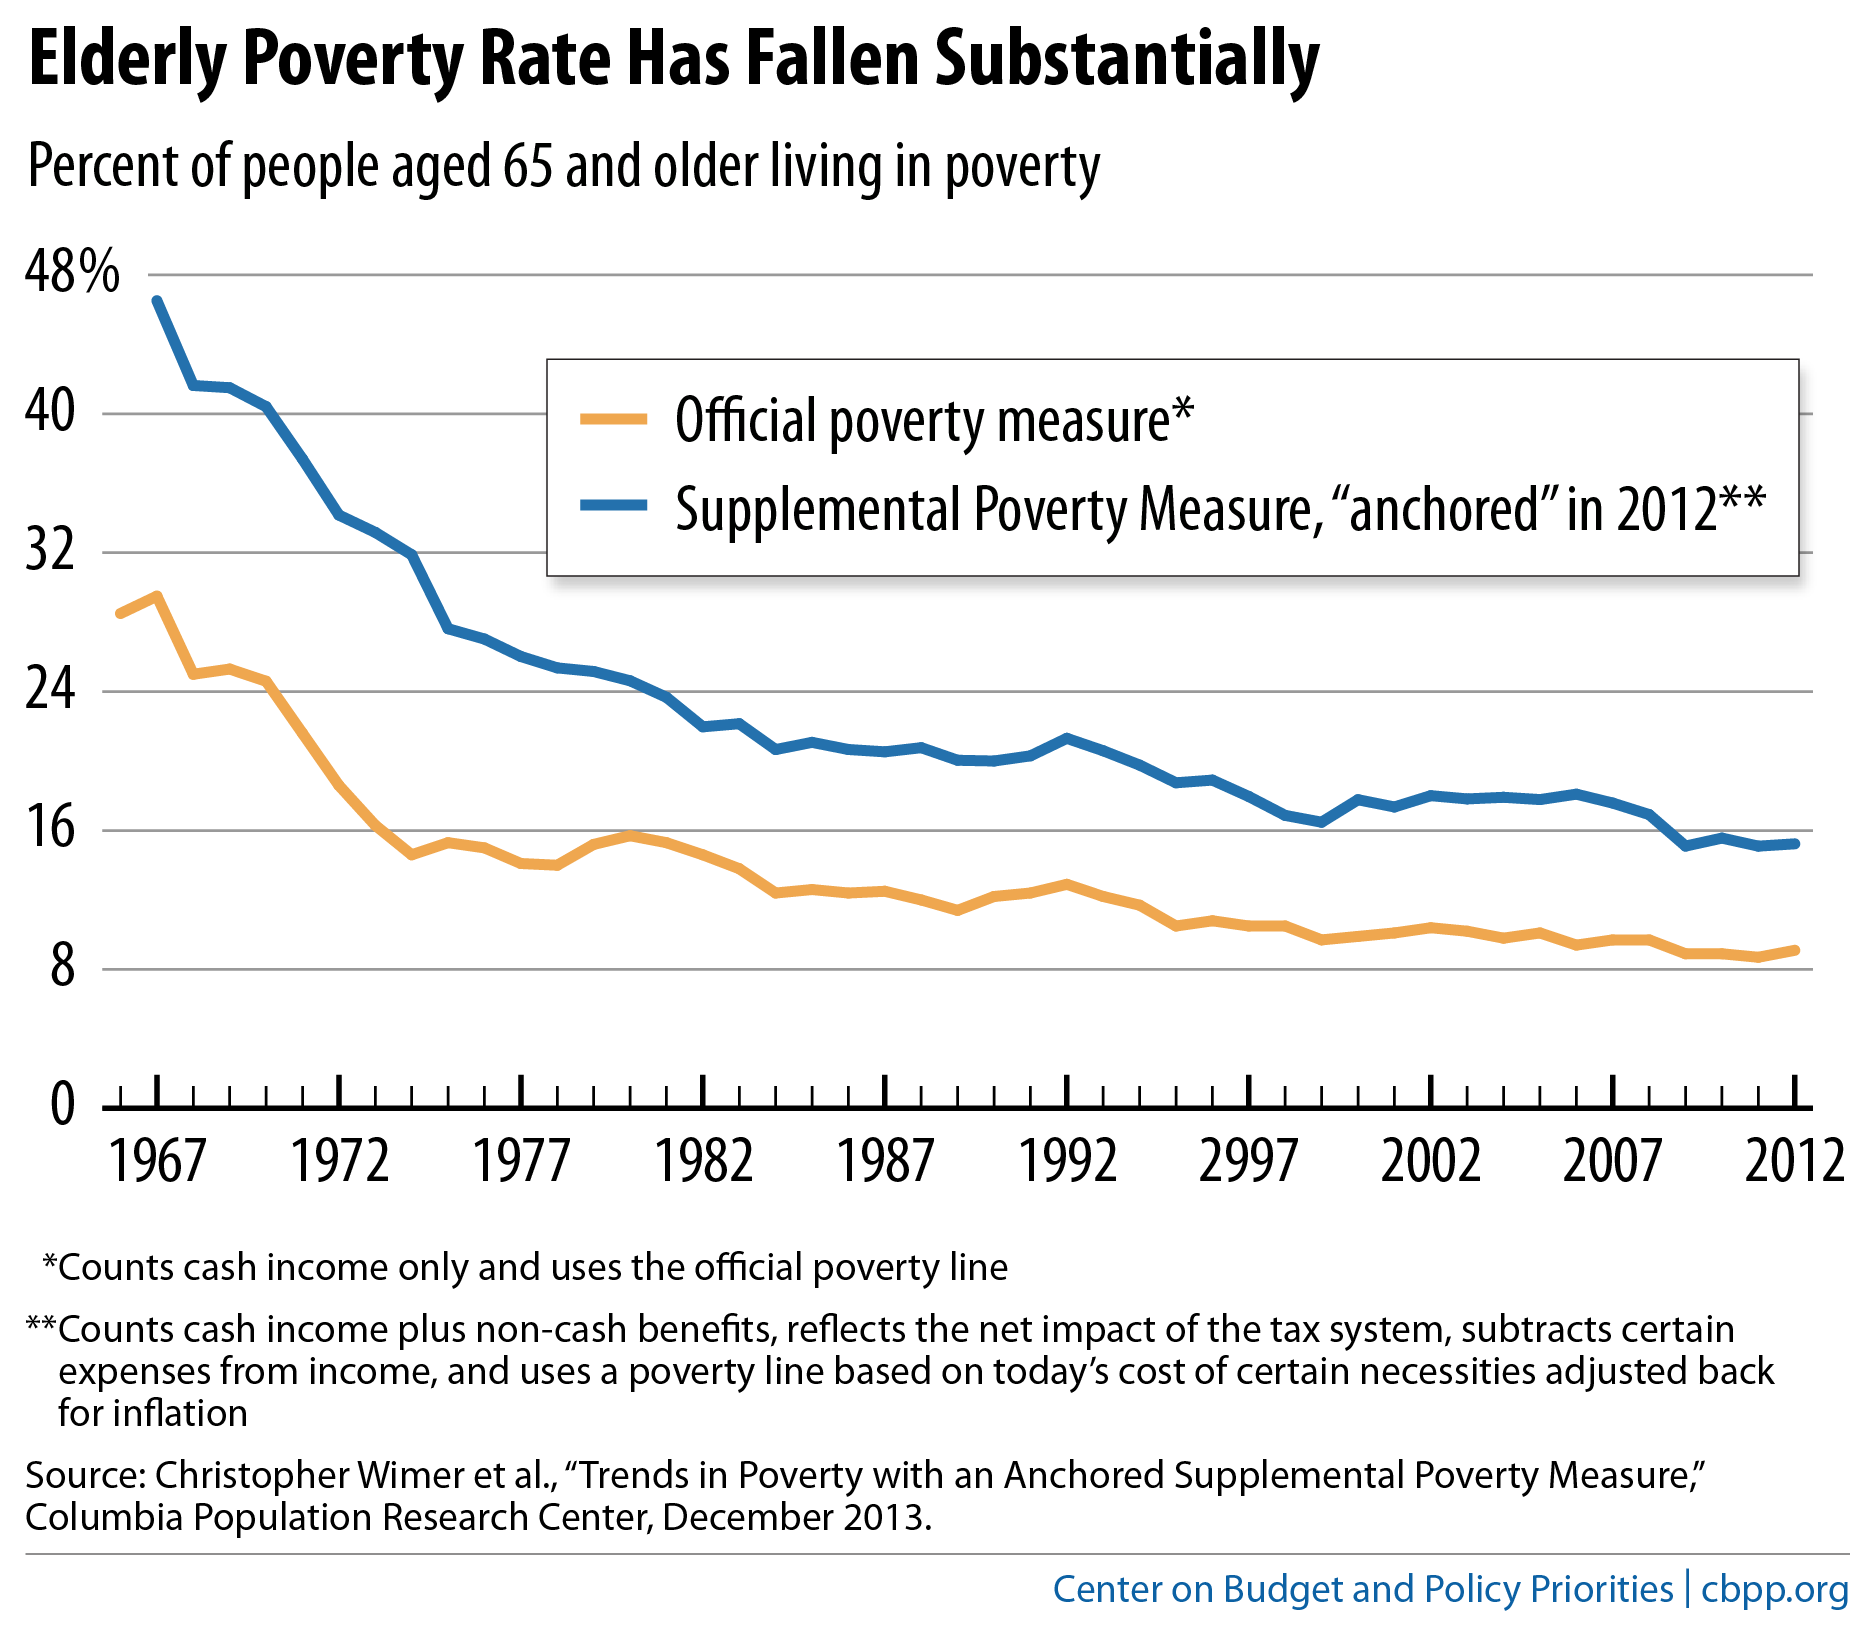 Elderly Poverty Rate Has Fallen Substantially
Percent of people aged 65 and older living in poverty
48%
40
32
24
16
8
0
Official poverty measure*
Supplemental Poverty Measure, “anchored” in 2012**
1967 1972 1977 1982 1987 1992 2997 2002 2007 2012
*Counts cash income only and uses the official poverty line
**Counts cash income plus non-cash benefits, reflects the net impact of the tax system, subtracts certain
expenses from income, and uses a poverty line based on today’s cost of certain necessities adjusted back
for inflation
Source: Christopher Wimer et al., “Trends in Poverty with an Anchored Supplemental Poverty Measure,”
Columbia Population Research Center, December 2013.
Center on Budget and Policy Priorities | cbpp.org